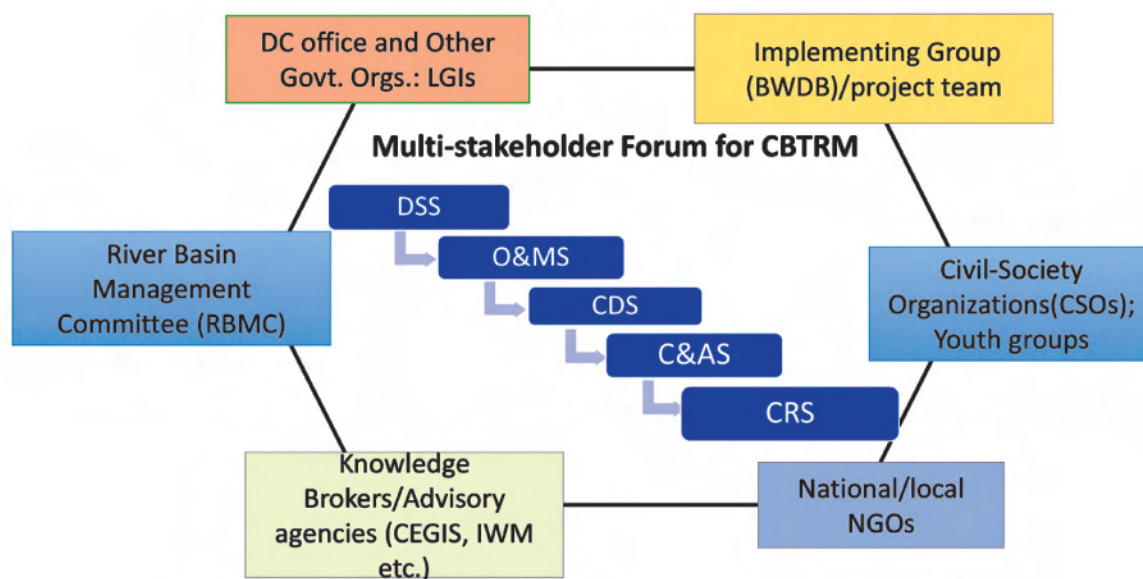 DC office and Other
Govt. Orgs.: LGIs
Implementing Group
(BWDB)/project team
Multi-stakeholder Forum for CBTRM
DSS
O&MS
CDS
C&AS
CRS
River Basin
Management
Committee (RBMC)
Civil-Society
Organizations(CSOs);
Youth groups
Knowledge
Brokers/Advisory
agencies (CEGIS, IWM
etc.)
National/local
NGOs